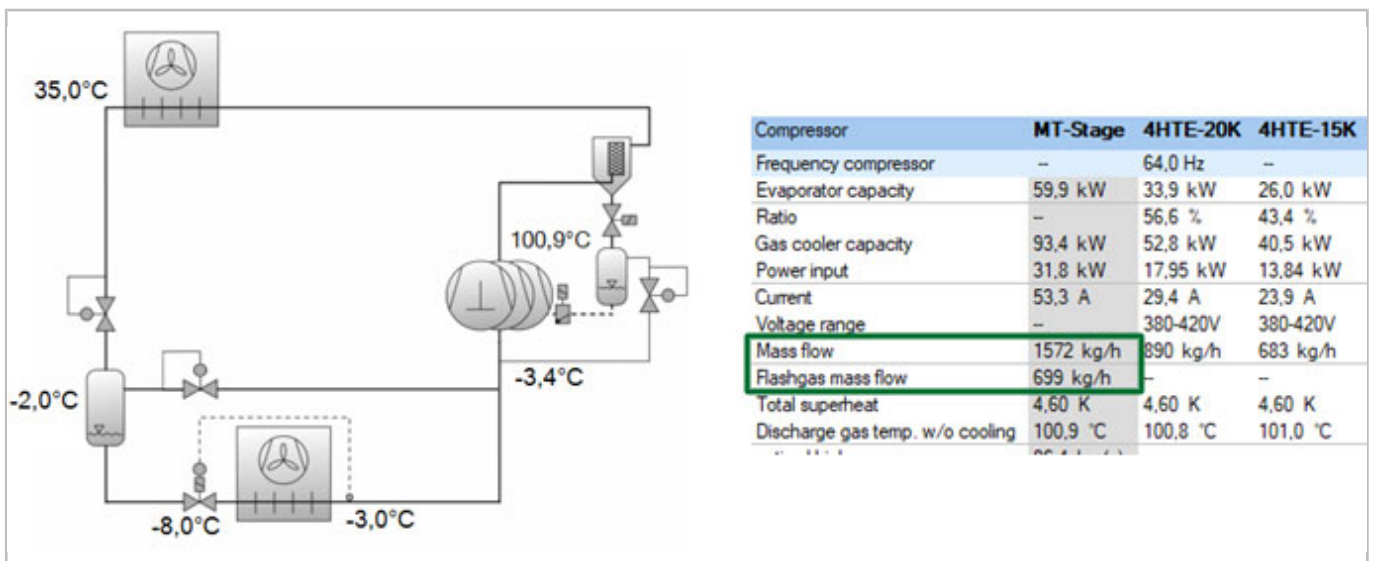 35,0°C
100,9°C
-3,4°C
-2,0°C
-8,0°C
-3,0°C
Compressor MT-Stage 4HTE-20K 4HTE-15K
Frequency compressor -- 64,0 Hz --
Evaporator capacity 59,9 kW 33,9 kW 26,0 kW
Ratio -- 56,6 % 43,4 %
Gas cooler capacity 93,4 kW 52,8 kW 40,5 kW
Power input 31,8 kW 17,95 kW 13,84 kW
Current 53,3 A 29,4 A 23,9 A
Voltage range -- 380-420V 380-420V
Mass flow 1572 kg/h 890 kg/h 683 kg/h
Flashgas mass flow 699 kg/h -- --
Total superheat 4,60 K 4,60 K 4,60 K
Discharge gas temp. w/o cooling 100,9 °C 100,8 °C 101,0 °C